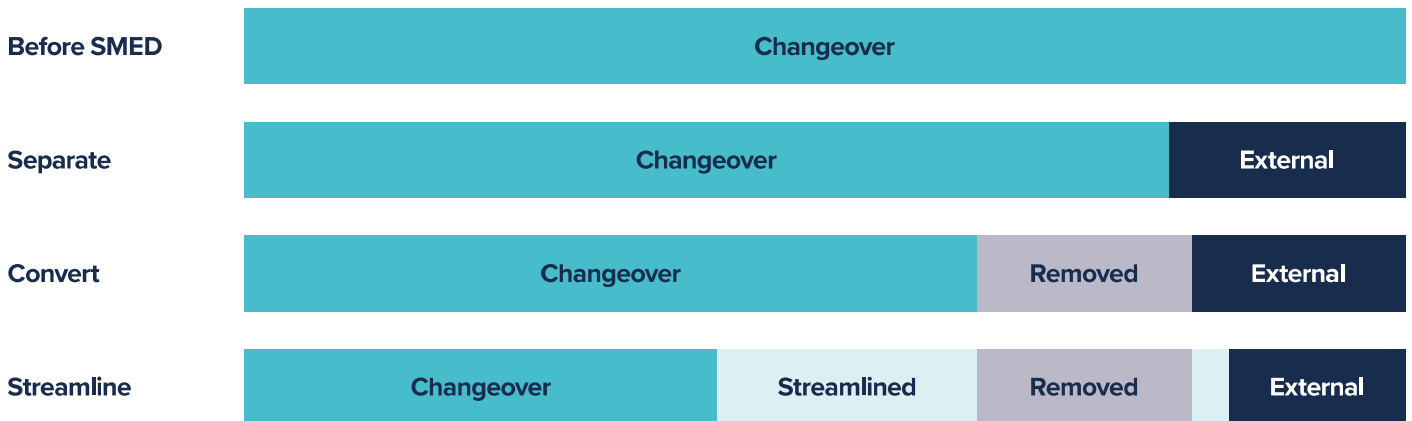 Before SMED
Changeover
Separate
Changeover
External
Convert
Changeover
Removed
External
Streamline
Changeover
Streamlined
Removed
External